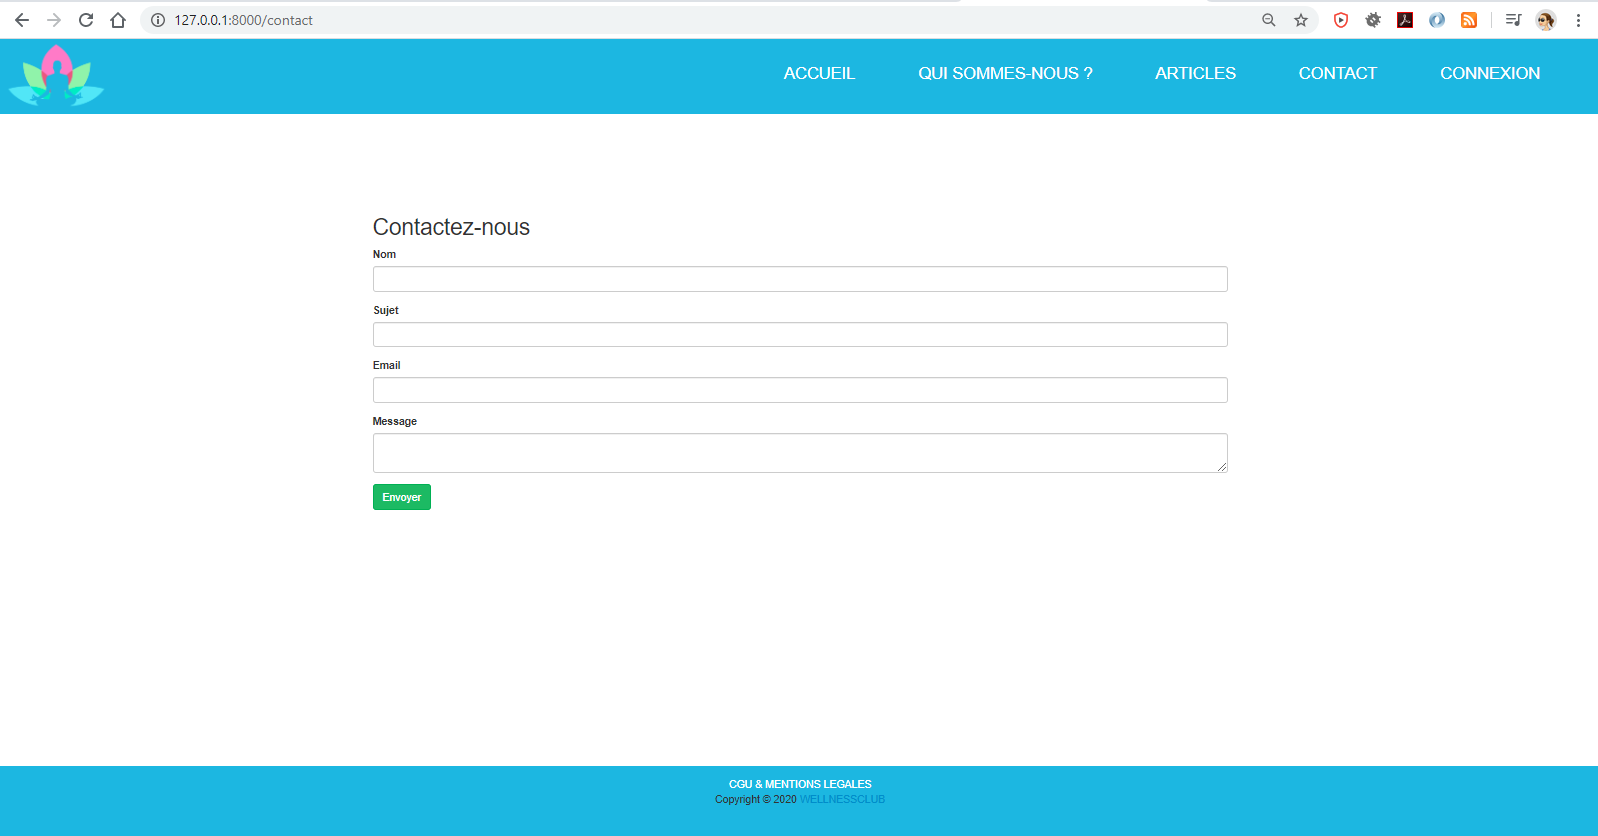 127.0.0.1:8000/contact
ACCUEIL QUI SOMMES-NOUS ? ARTICLES CONTACT CONNEXION
Contactez-nous
Nom
Sujet
Email
Message
Envoyer
CGU & MENTIONS LEGALES
Copyright © 2020 WELLNESSCLUB